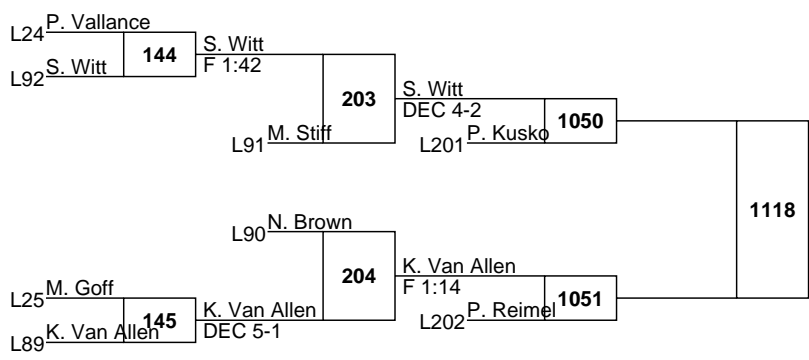 L24 P. Vallance
144
L92 S. Witt
S. Witt
F 1:42
203
L91 M. Stiff
S. Witt
DEC 4-2
1050
L201 P. Kusko
1118
L90 N. Brown
204
K. Van Allen
F 1:14
1051
L202 P. Reimel
L25 M. Goff
145
L89 K. Van Allen
K. Van Allen
DEC 5-1